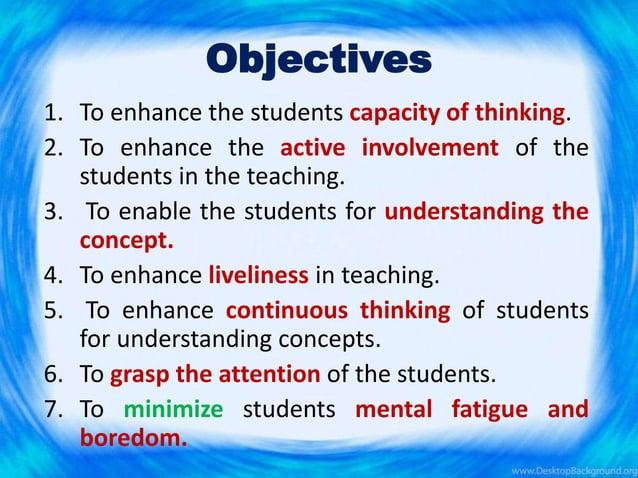 Objectives
1. To enhance the students capacity of thinking.
2. To enhance the active involvement of the
students in the teaching.
3. To enable the students for understanding the
concept.
4. To enhance liveliness in teaching.
5. To enhance continuous thinking of students
for understanding concepts.
6. To grasp the attention of the students.
7. To minimize students mental fatigue and
boredom.
www.DesktopBackground.org